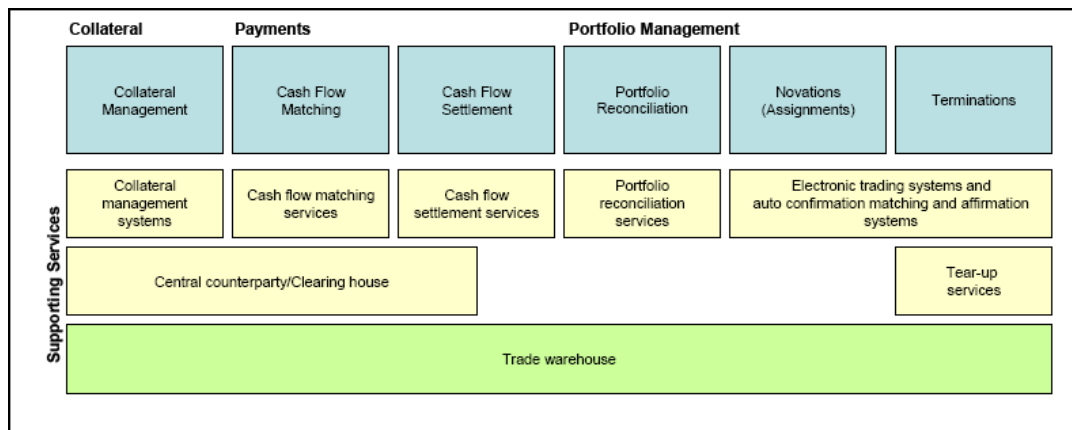 Collateral
Payments
Portfolio Management
Collateral
Management
Cash Flow
Matching
Cash Flow
Settlement
Portfolio
Reconciliation
Novations
(Assignments)
Terminations
Supporting Services
Collateral
management
systems
Cash flow matching
services
Cash flow
settlement services
Portfolio
reconciliation
services
Electronic trading systems and
auto confirmation matching and affirmation
systems
Central counterparty/Clearing house
Tear-up
services
Trade warehouse